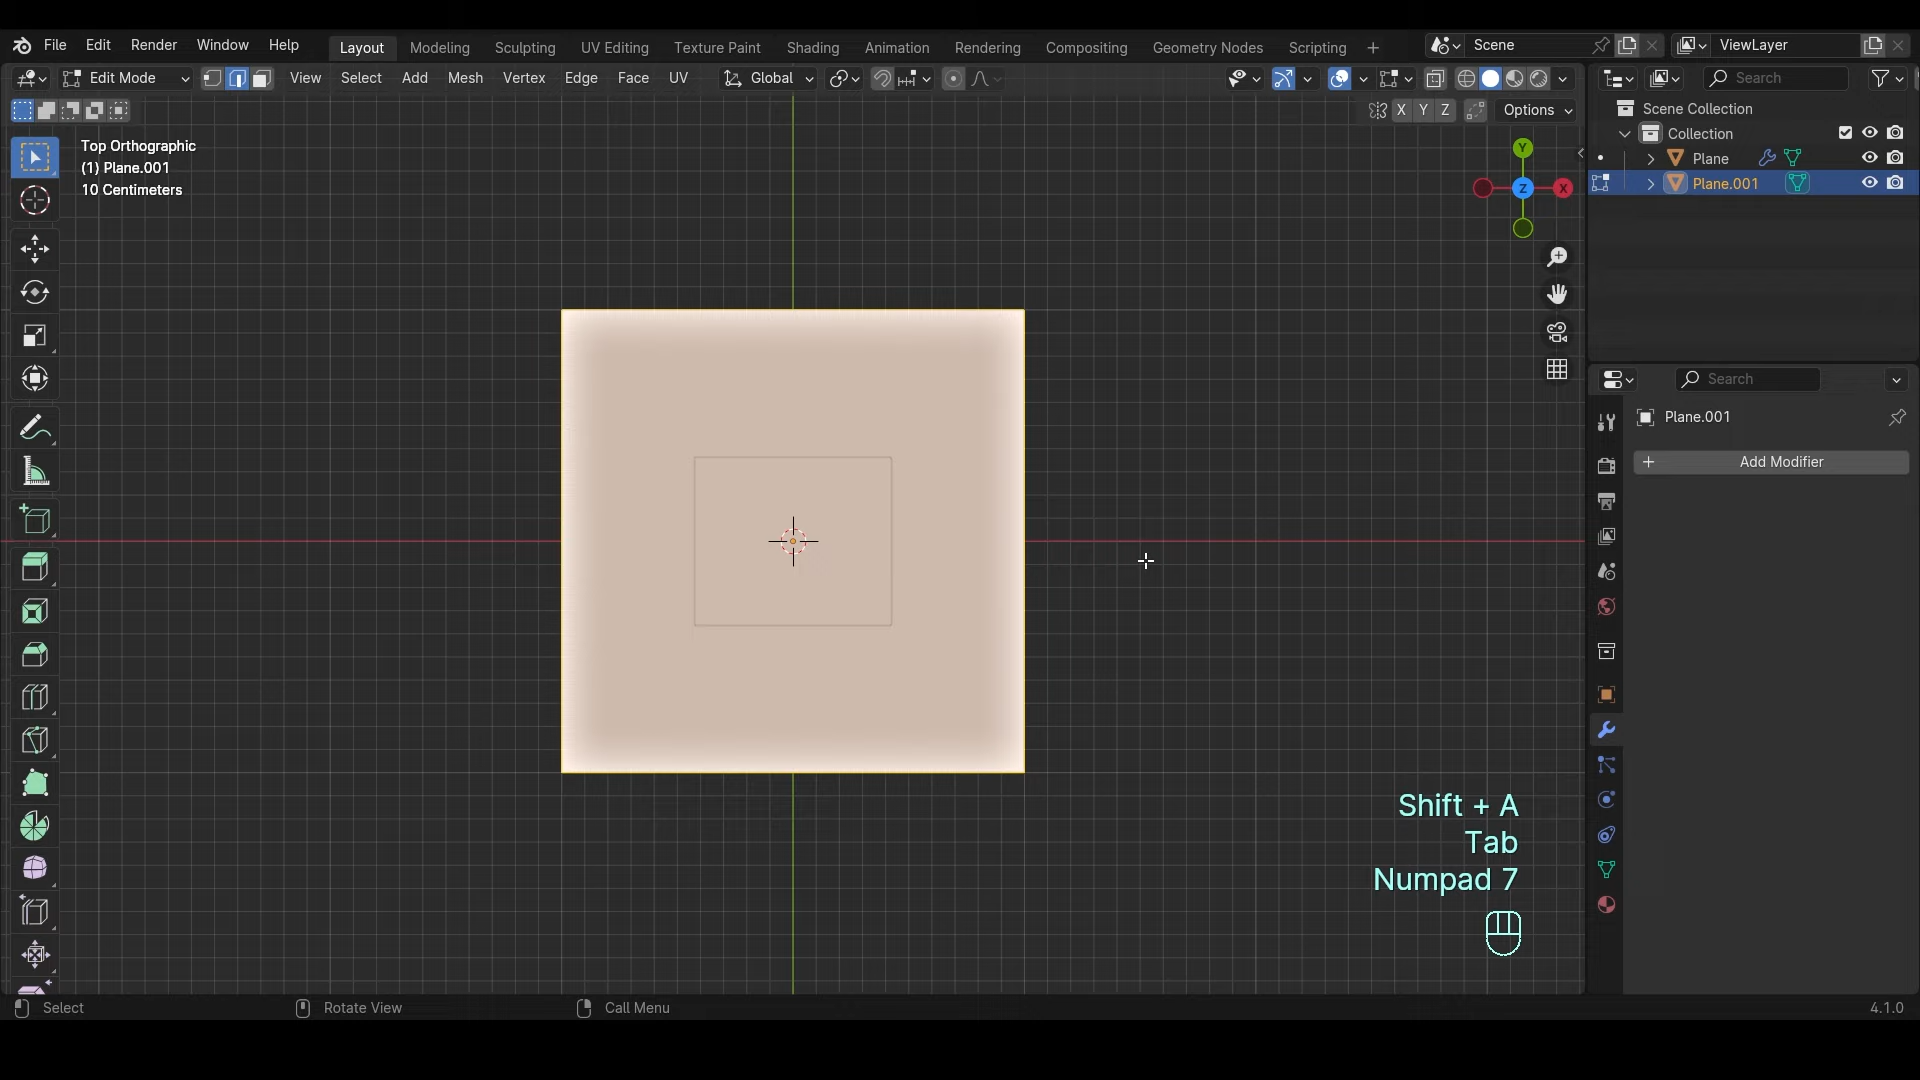 File Edit Render Window Help Layout Modeling Sculpting UV Editing Texture Paint Shading Animation Rendering Compositing Geometry Nodes Scripting + Scene ViewLayer
Edit Mode View Select Add Mesh Vertex Edge Face UV Global Search
X Y Z Options
Scene Collection
Collection
Plane
Plane.001
Top Orthographic
(1) Plane.001
10 Centimeters
Y
Z
X
Search
Plane.001
+ Add Modifier
Shift + A
Tab
Numpad 7
Select Rotate View Call Menu 4.1.0